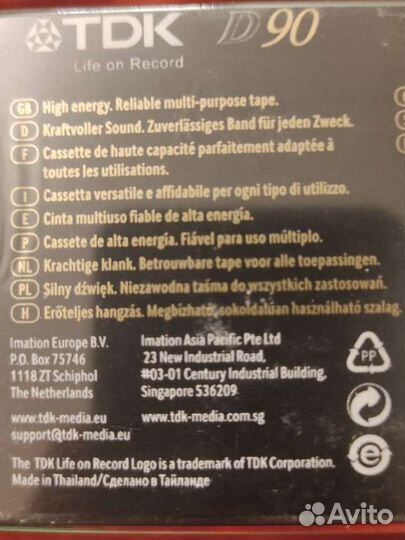 TDK D90
Life on Record
GB High energy. Reliable multi-purpose tape.
D Kraftvoller Sound. Zuverlässiges Band für jeden Zweck.
F Cassette de haute capacité parfaitement adaptée à
toutes les utilisations.
I Cassetta versatile e affidabile per ogni tipo di utilizzo.
E Cinta multiuso fiable de alta energía.
P Cassete de alta energia. Fiável para uso múltiplo.
NL Krachtige klank. Betrouwbare tape voor alle toepassingen.
PL Silny dźwięk. Niezawodna taśma do wszystkich zastosowań.
H Erőteljes hangzás. Megbízható, sokoldalúan használható szalag.
Imation Europe B.V.
P.O. Box 75746
1118 ZT Schiphol
The Netherlands
www.tdk-media.eu
support@tdk-media.eu
Imation Asia Pacific Pte Ltd
23 New Industrial Road,
#03-01 Century Industrial Building,
Singapore 536209
www.tdk-media.com.sg
PP
e
The TDK Life on Record Logo is a trademark of TDK Corporation.
Made in Thailand/Сделано в Таиланде
Avito